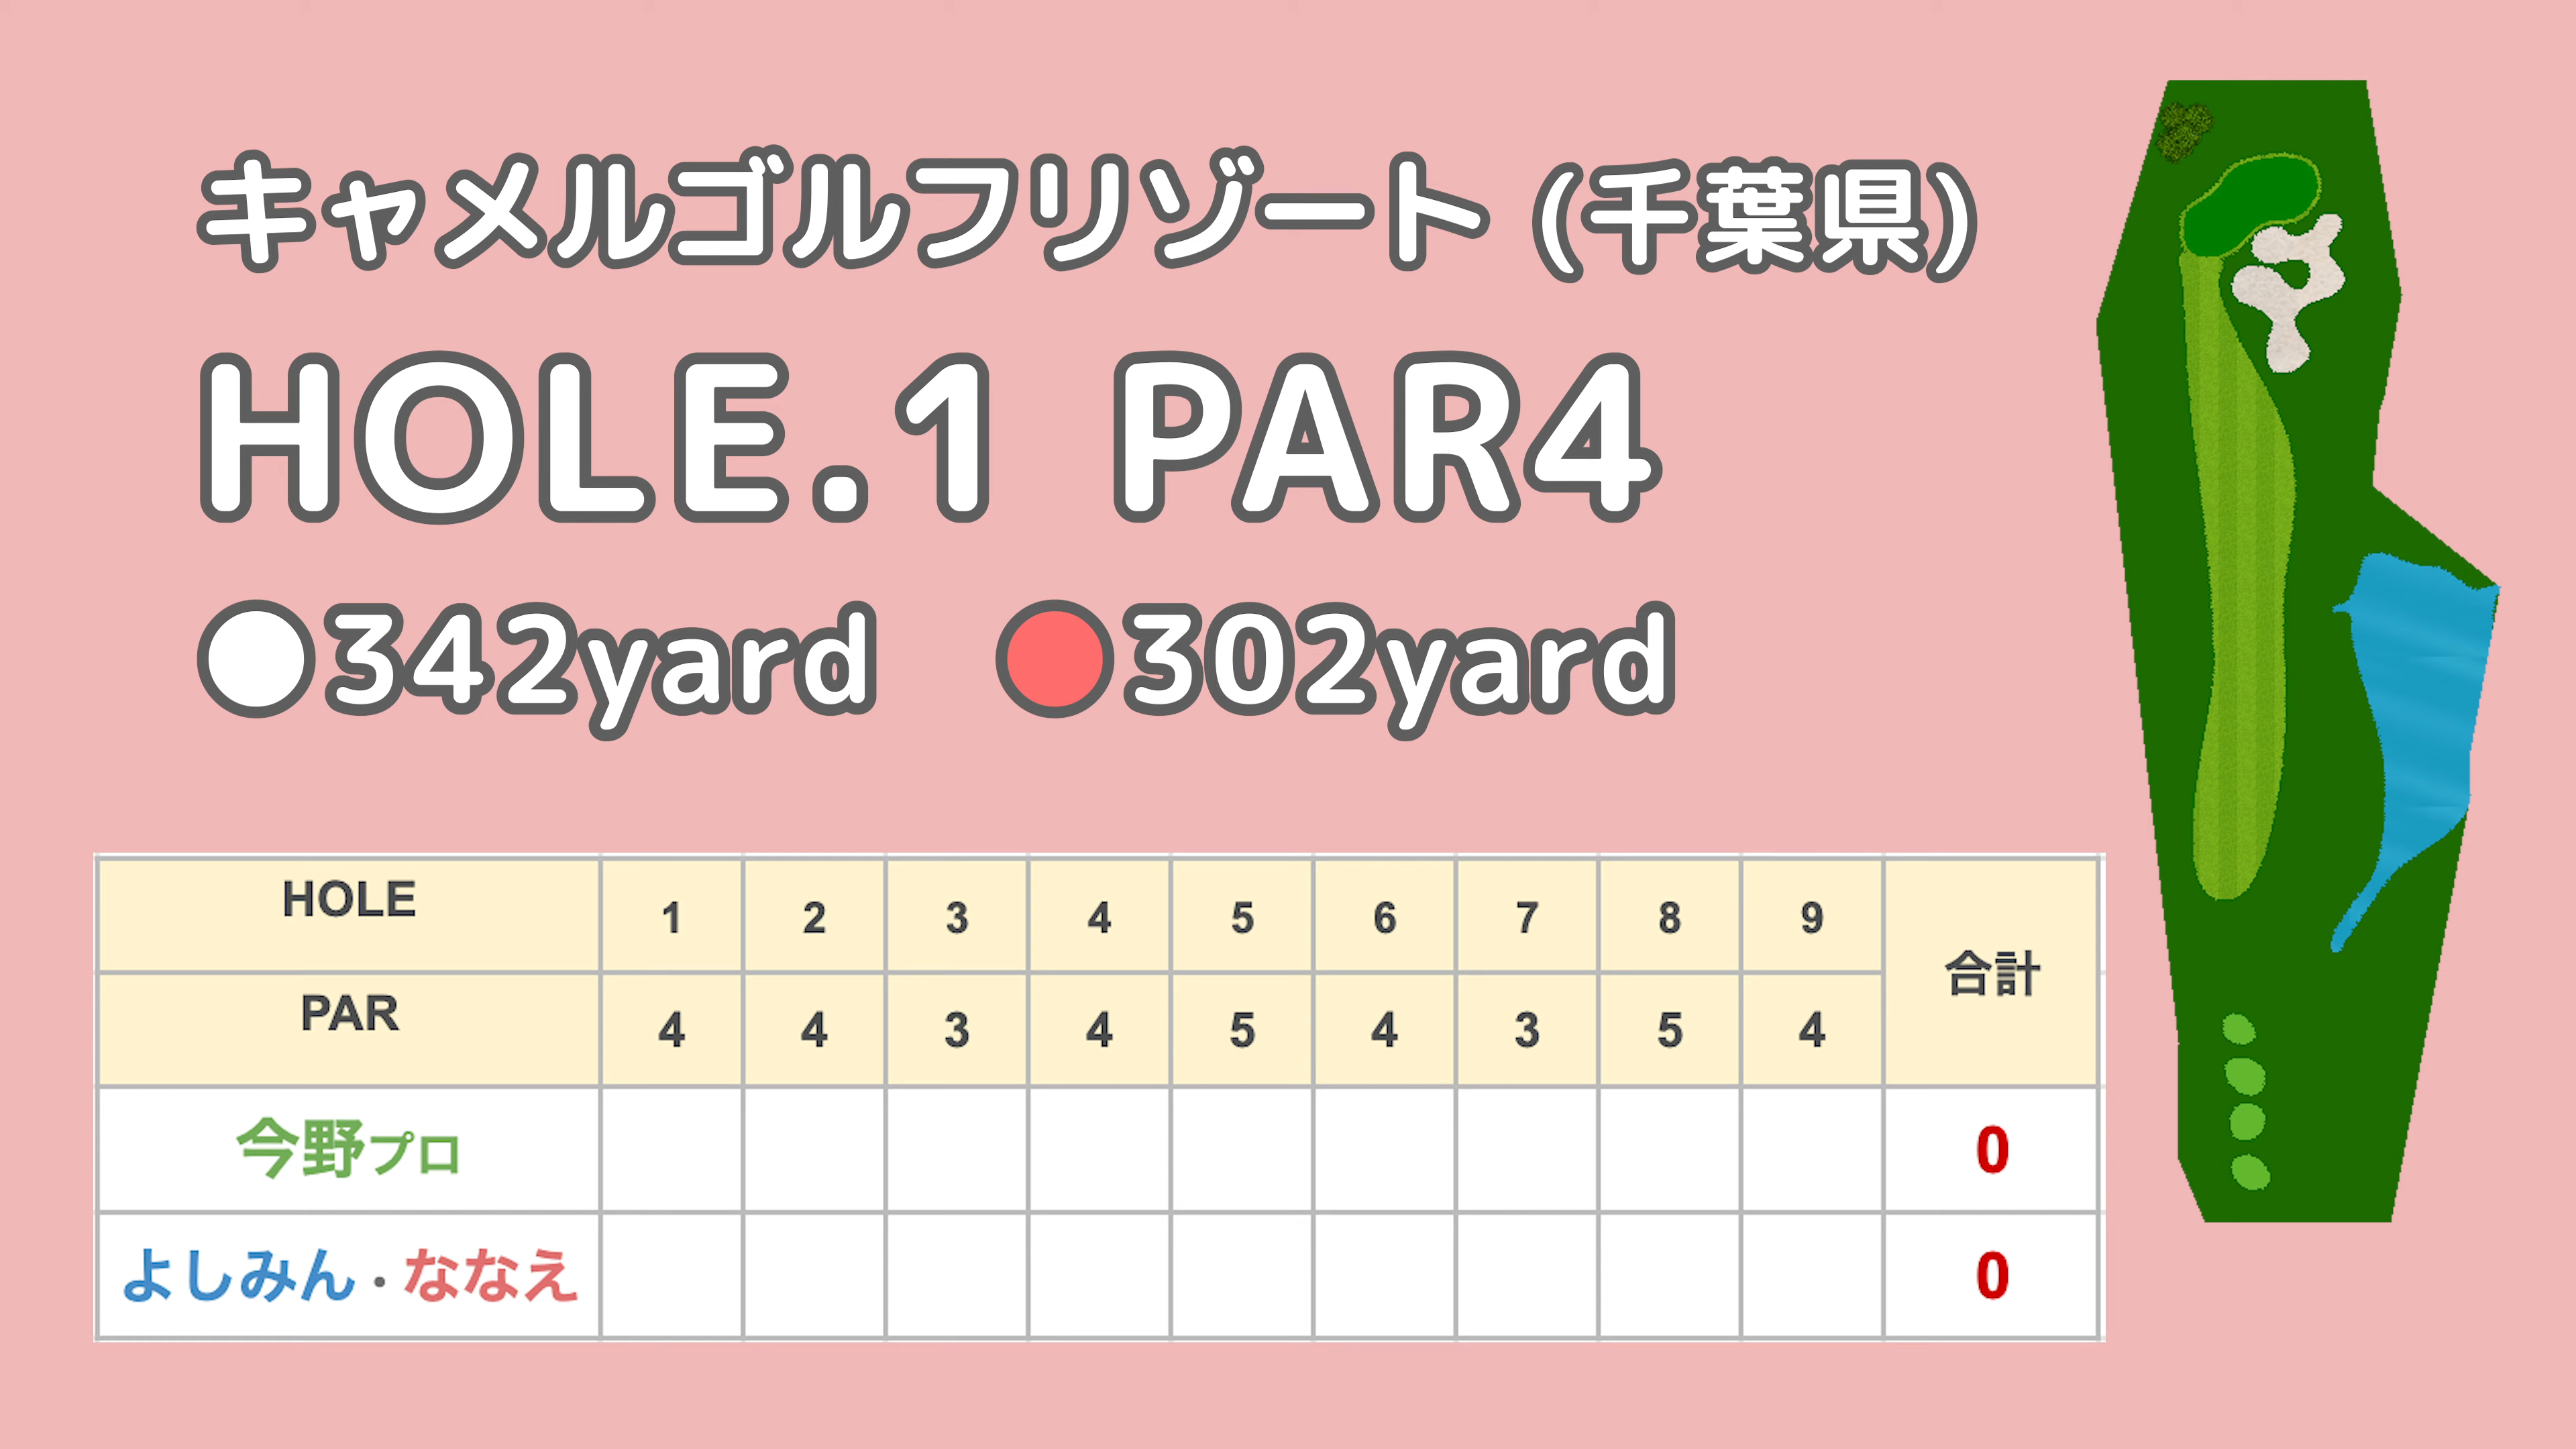 キャメルゴルフリゾート (千葉県)
HOLE.1 PAR4
342yard 302yard
HOLE 1 2 3 4 5 6 7 8 9 合計
PAR 4 4 3 4 5 4 3 5 4
今野プロ 0
よしみん・ななえ 0